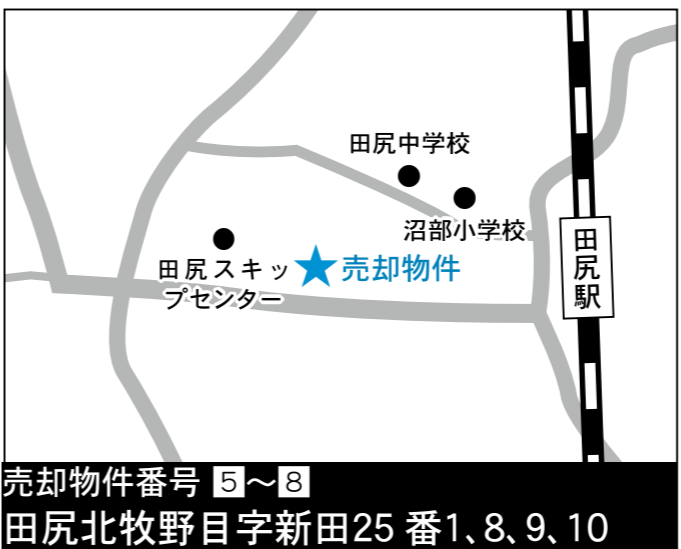 田尻中学校
沼部小学校
田尻駅
田尻スキッ
プセンター
売却物件
売却物件番号 5～8
田尻北牧野目字新田25 番1、8、9、10